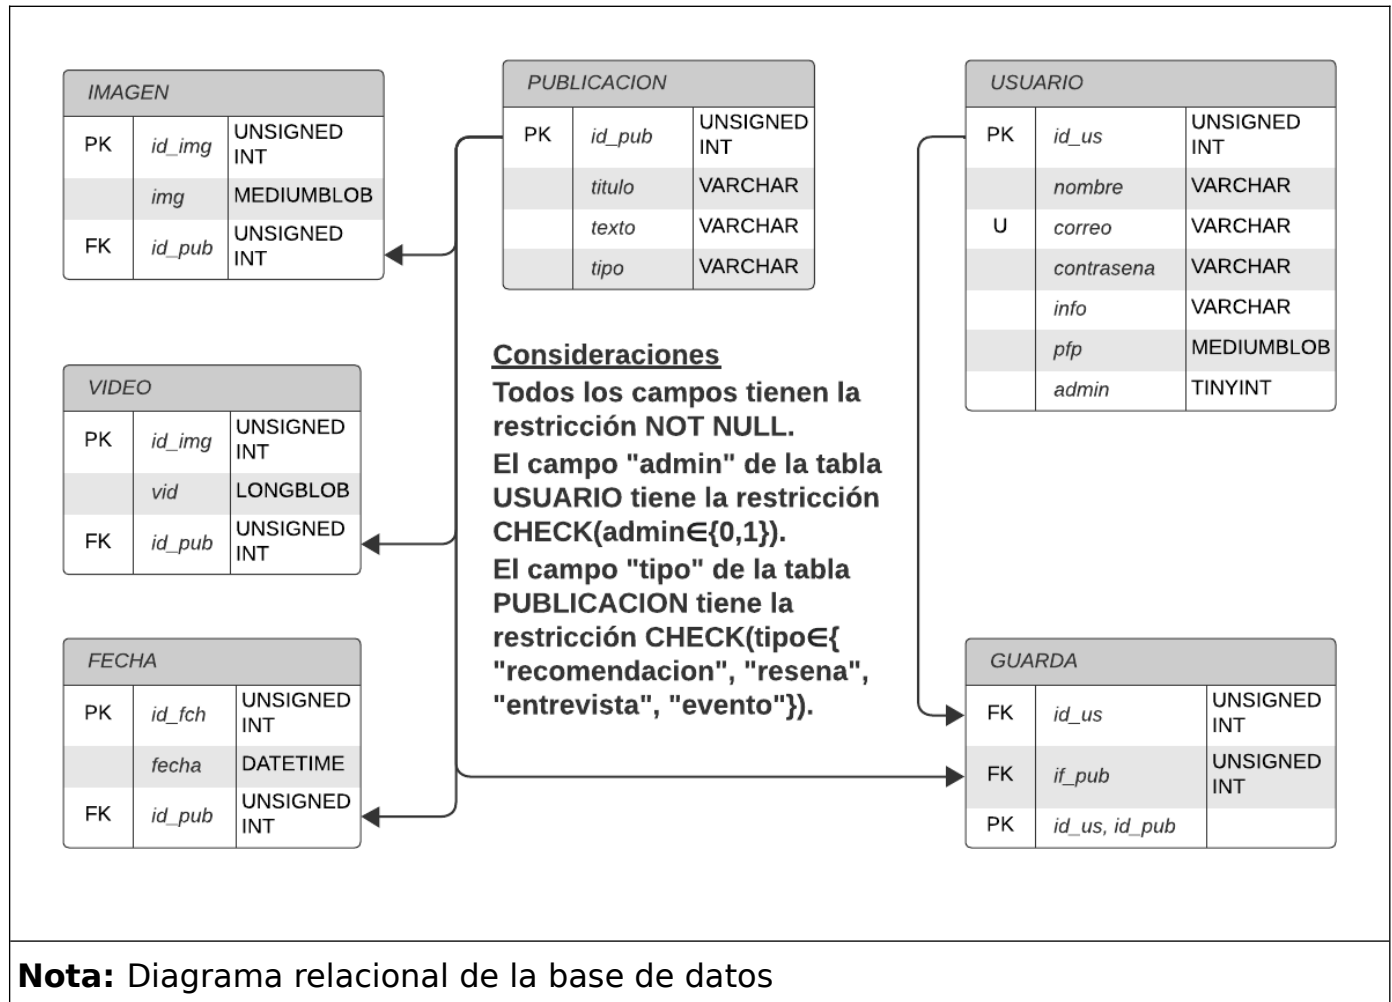 IMAGEN
PK id_img UNSIGNED INT
img MEDIUMBLOB
FK id_pub UNSIGNED INT
PUBLICACION
PK id_pub UNSIGNED INT
titulo VARCHAR
texto VARCHAR
tipo VARCHAR
USUARIO
PK id_us UNSIGNED INT
nombre VARCHAR
U correo VARCHAR
contrasena VARCHAR
info VARCHAR
pfp MEDIUMBLOB
admin TINYINT
VIDEO
PK id_img UNSIGNED INT
vid LONGBLOB
FK id_pub UNSIGNED INT
Consideraciones
Todos los campos tienen la
restricción NOT NULL.
El campo "admin" de la tabla
USUARIO tiene la restricción
CHECK(admin∈{0,1}).
El campo "tipo" de la tabla
PUBLICACION tiene la
restricción CHECK(tipo∈{
"recomendacion", "resena",
"entrevista", "evento"}).
FECHA
PK id_fch UNSIGNED INT
fecha DATETIME
FK id_pub UNSIGNED INT
GUARDA
FK id_us UNSIGNED INT
FK if_pub UNSIGNED INT
PK id_us, id_pub
Nota: Diagrama relacional de la base de datos